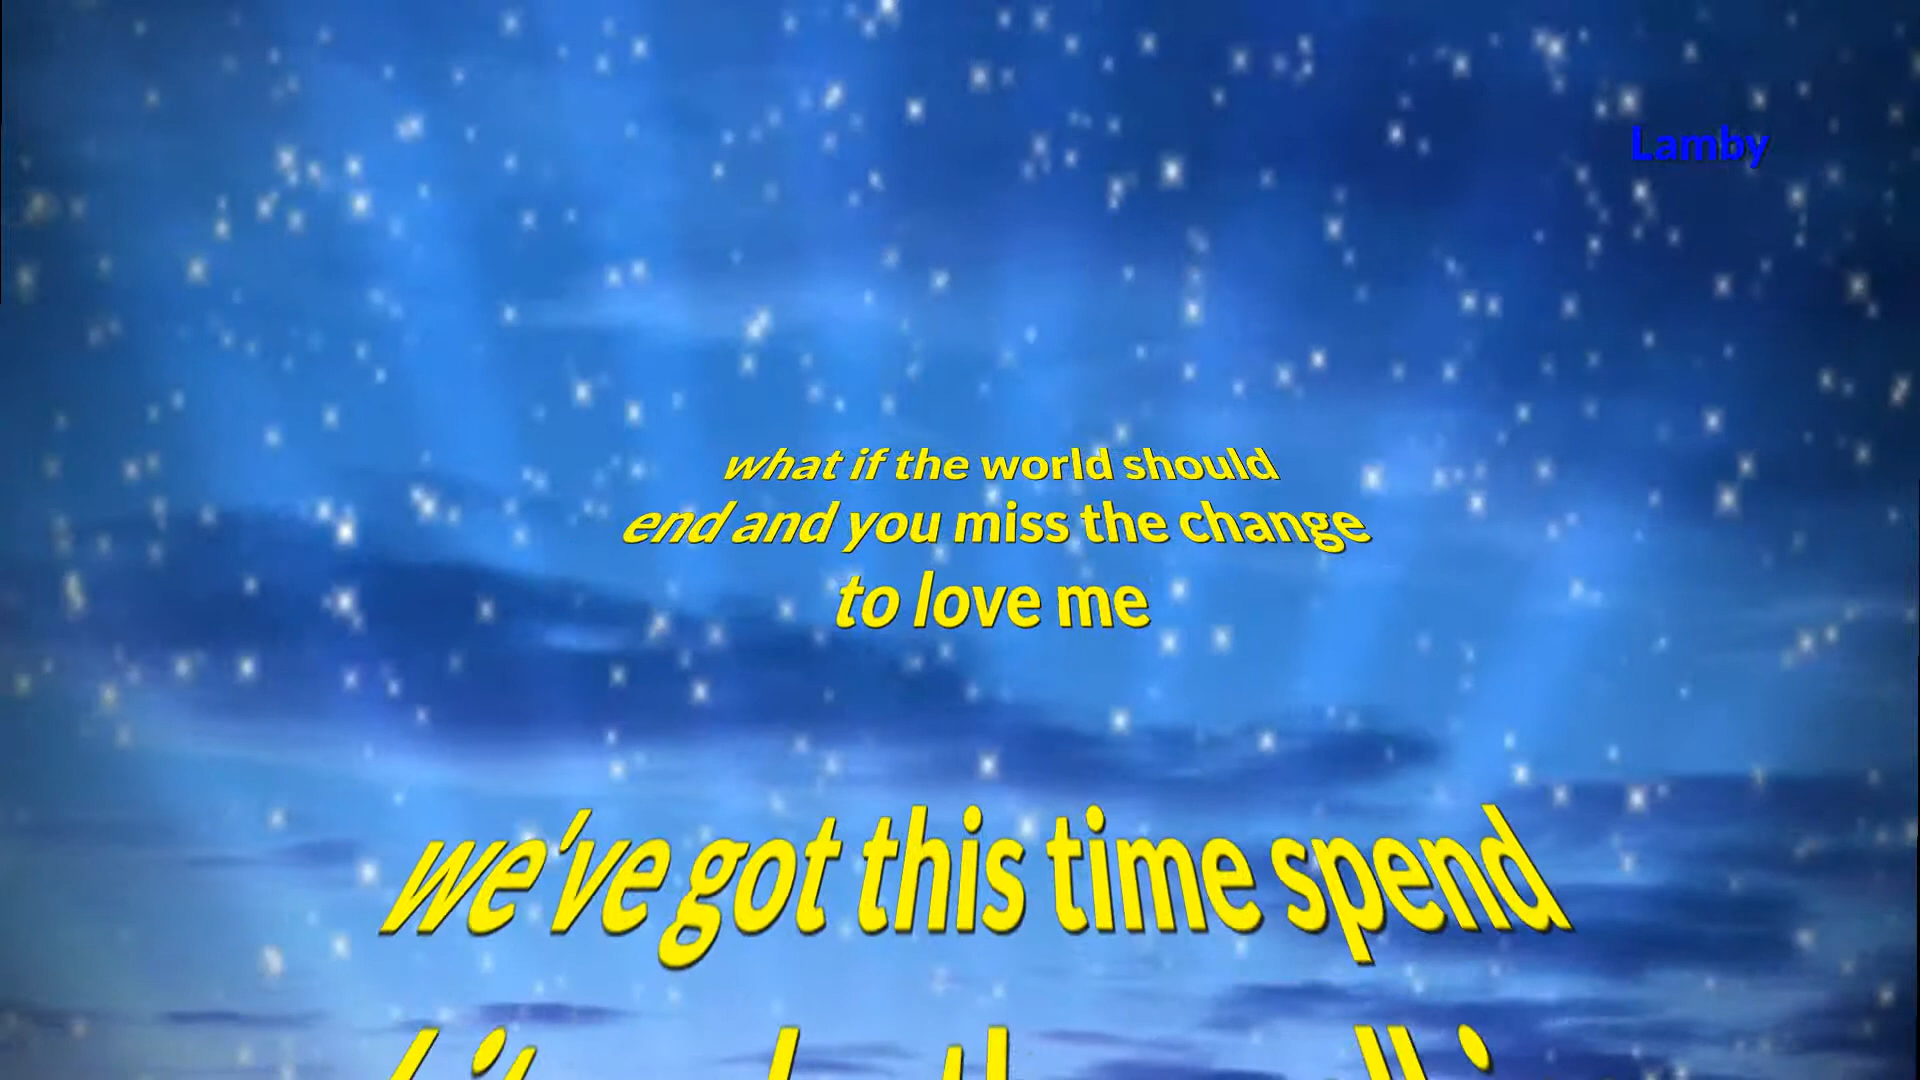 Lamby
what if the world should
end and you miss the change
to love me
we've got this time spend